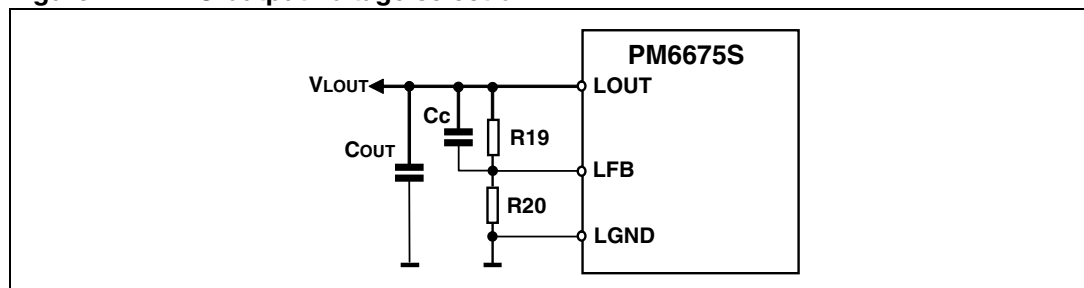 PM6675S
VLOUT
LOUT
Cc
R19
COUT
LFB
R20
LGND